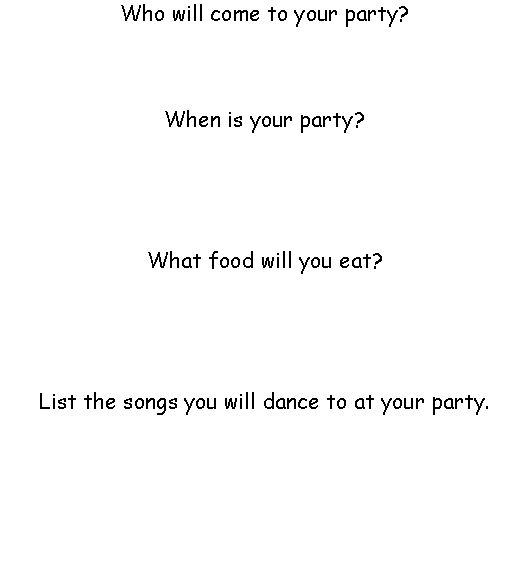 Who will come to your party?
When is your party?
What food will you eat?
List the songs you will dance to at your party.